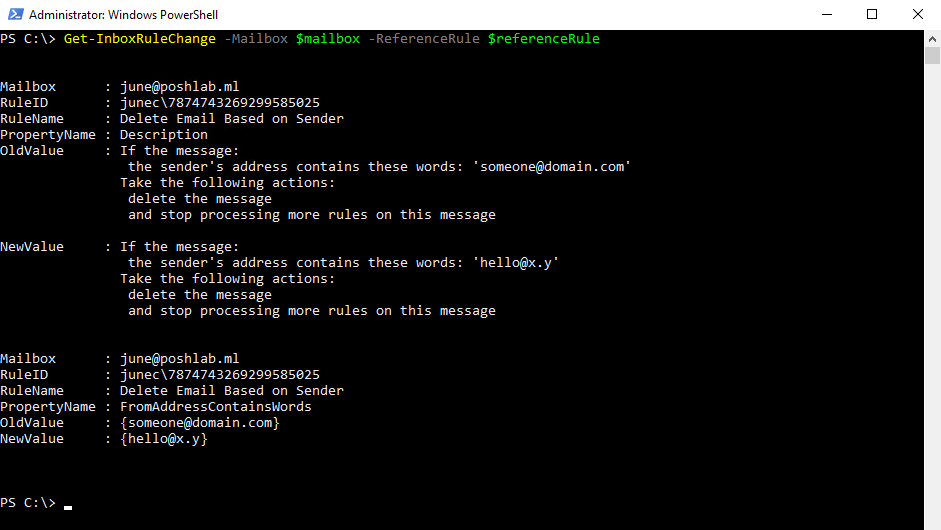 Administrator: Windows PowerShell
PS C:\> Get-InboxRuleChange -Mailbox $mailbox -ReferenceRule $referenceRule
Mailbox      : june@poshlab.ml
RuleID       : junec\7874743269299585025
RuleName     : Delete Email Based on Sender
PropertyName : Description
OldValue     : If the message:
                the sender's address contains these words: 'someone@domain.com'
               Take the following actions:
                delete the message
                and stop processing more rules on this message
NewValue     : If the message:
                the sender's address contains these words: 'hello@x.y'
               Take the following actions:
                delete the message
                and stop processing more rules on this message
Mailbox      : june@poshlab.ml
RuleID       : junec\7874743269299585025
RuleName     : Delete Email Based on Sender
PropertyName : FromAddressContainsWords
OldValue     : {someone@domain.com}
NewValue     : {hello@x.y}
PS C:\>